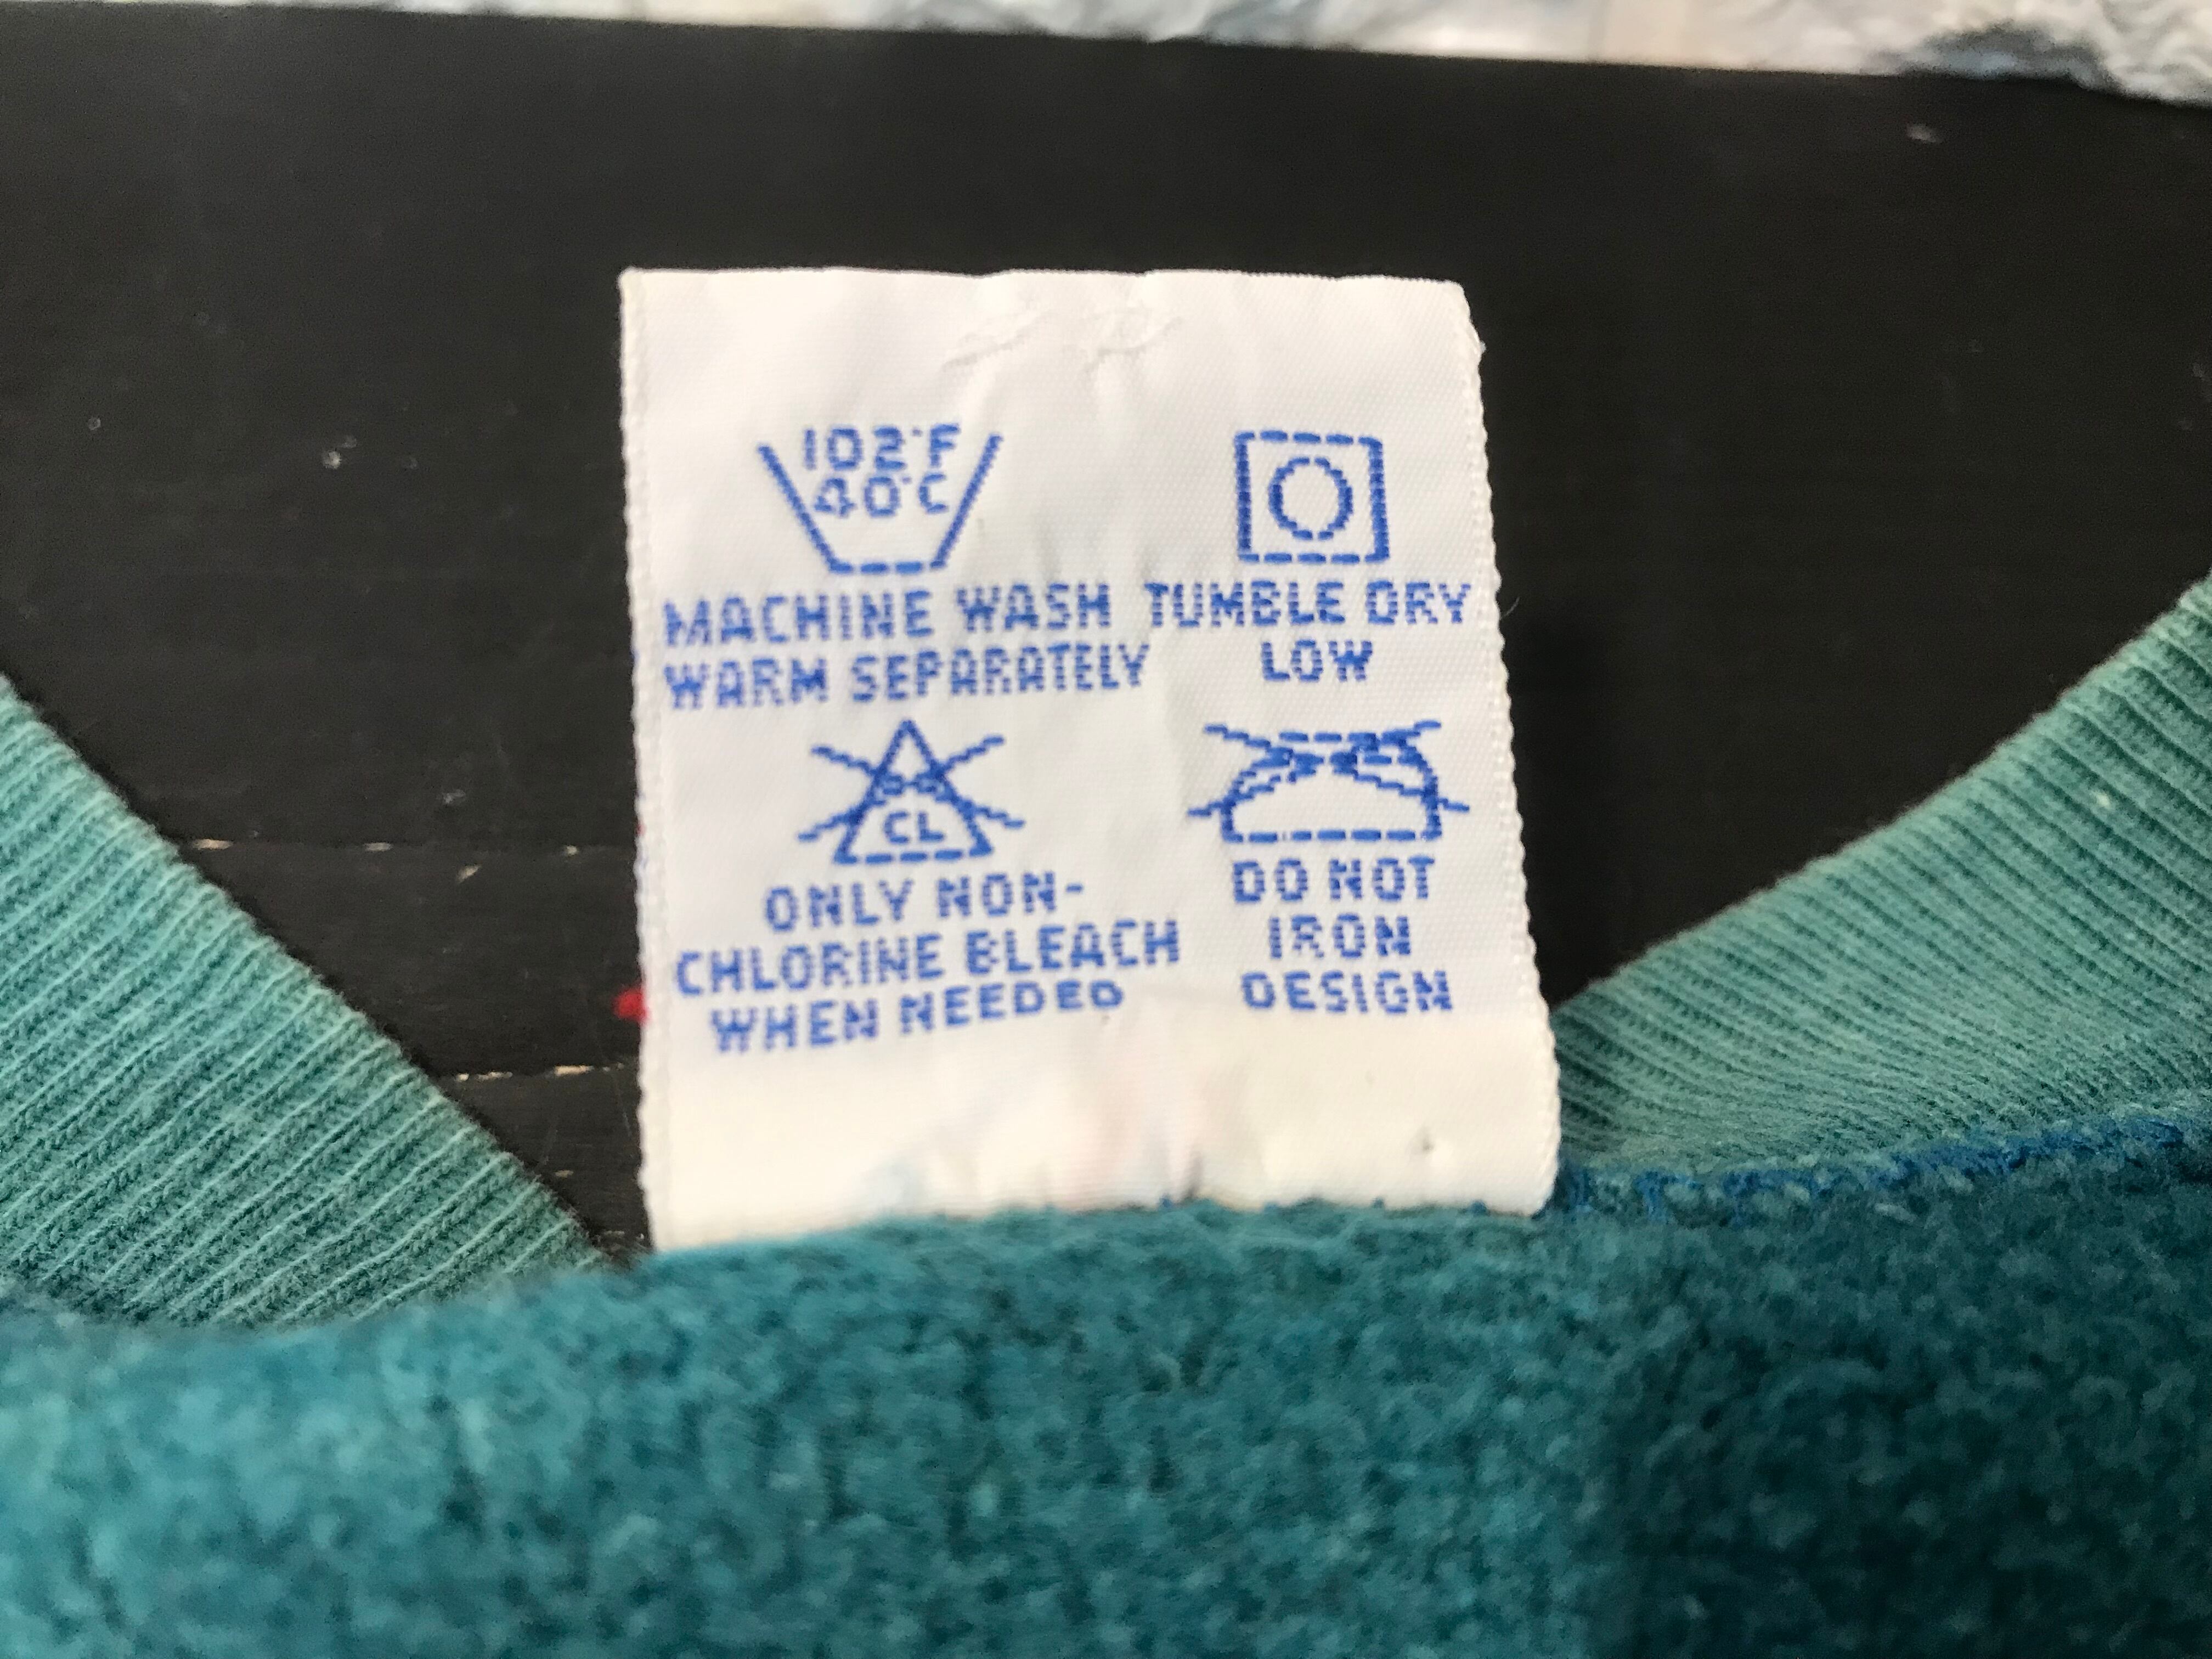 102°F
40°C
MACHINE WASH
WARM SEPARATELY
TUMBLE DRY
LOW
CL
ONLY NON-
CHLORINE BLEACH
WHEN NEEDED
DO NOT
IRON
DESIGN